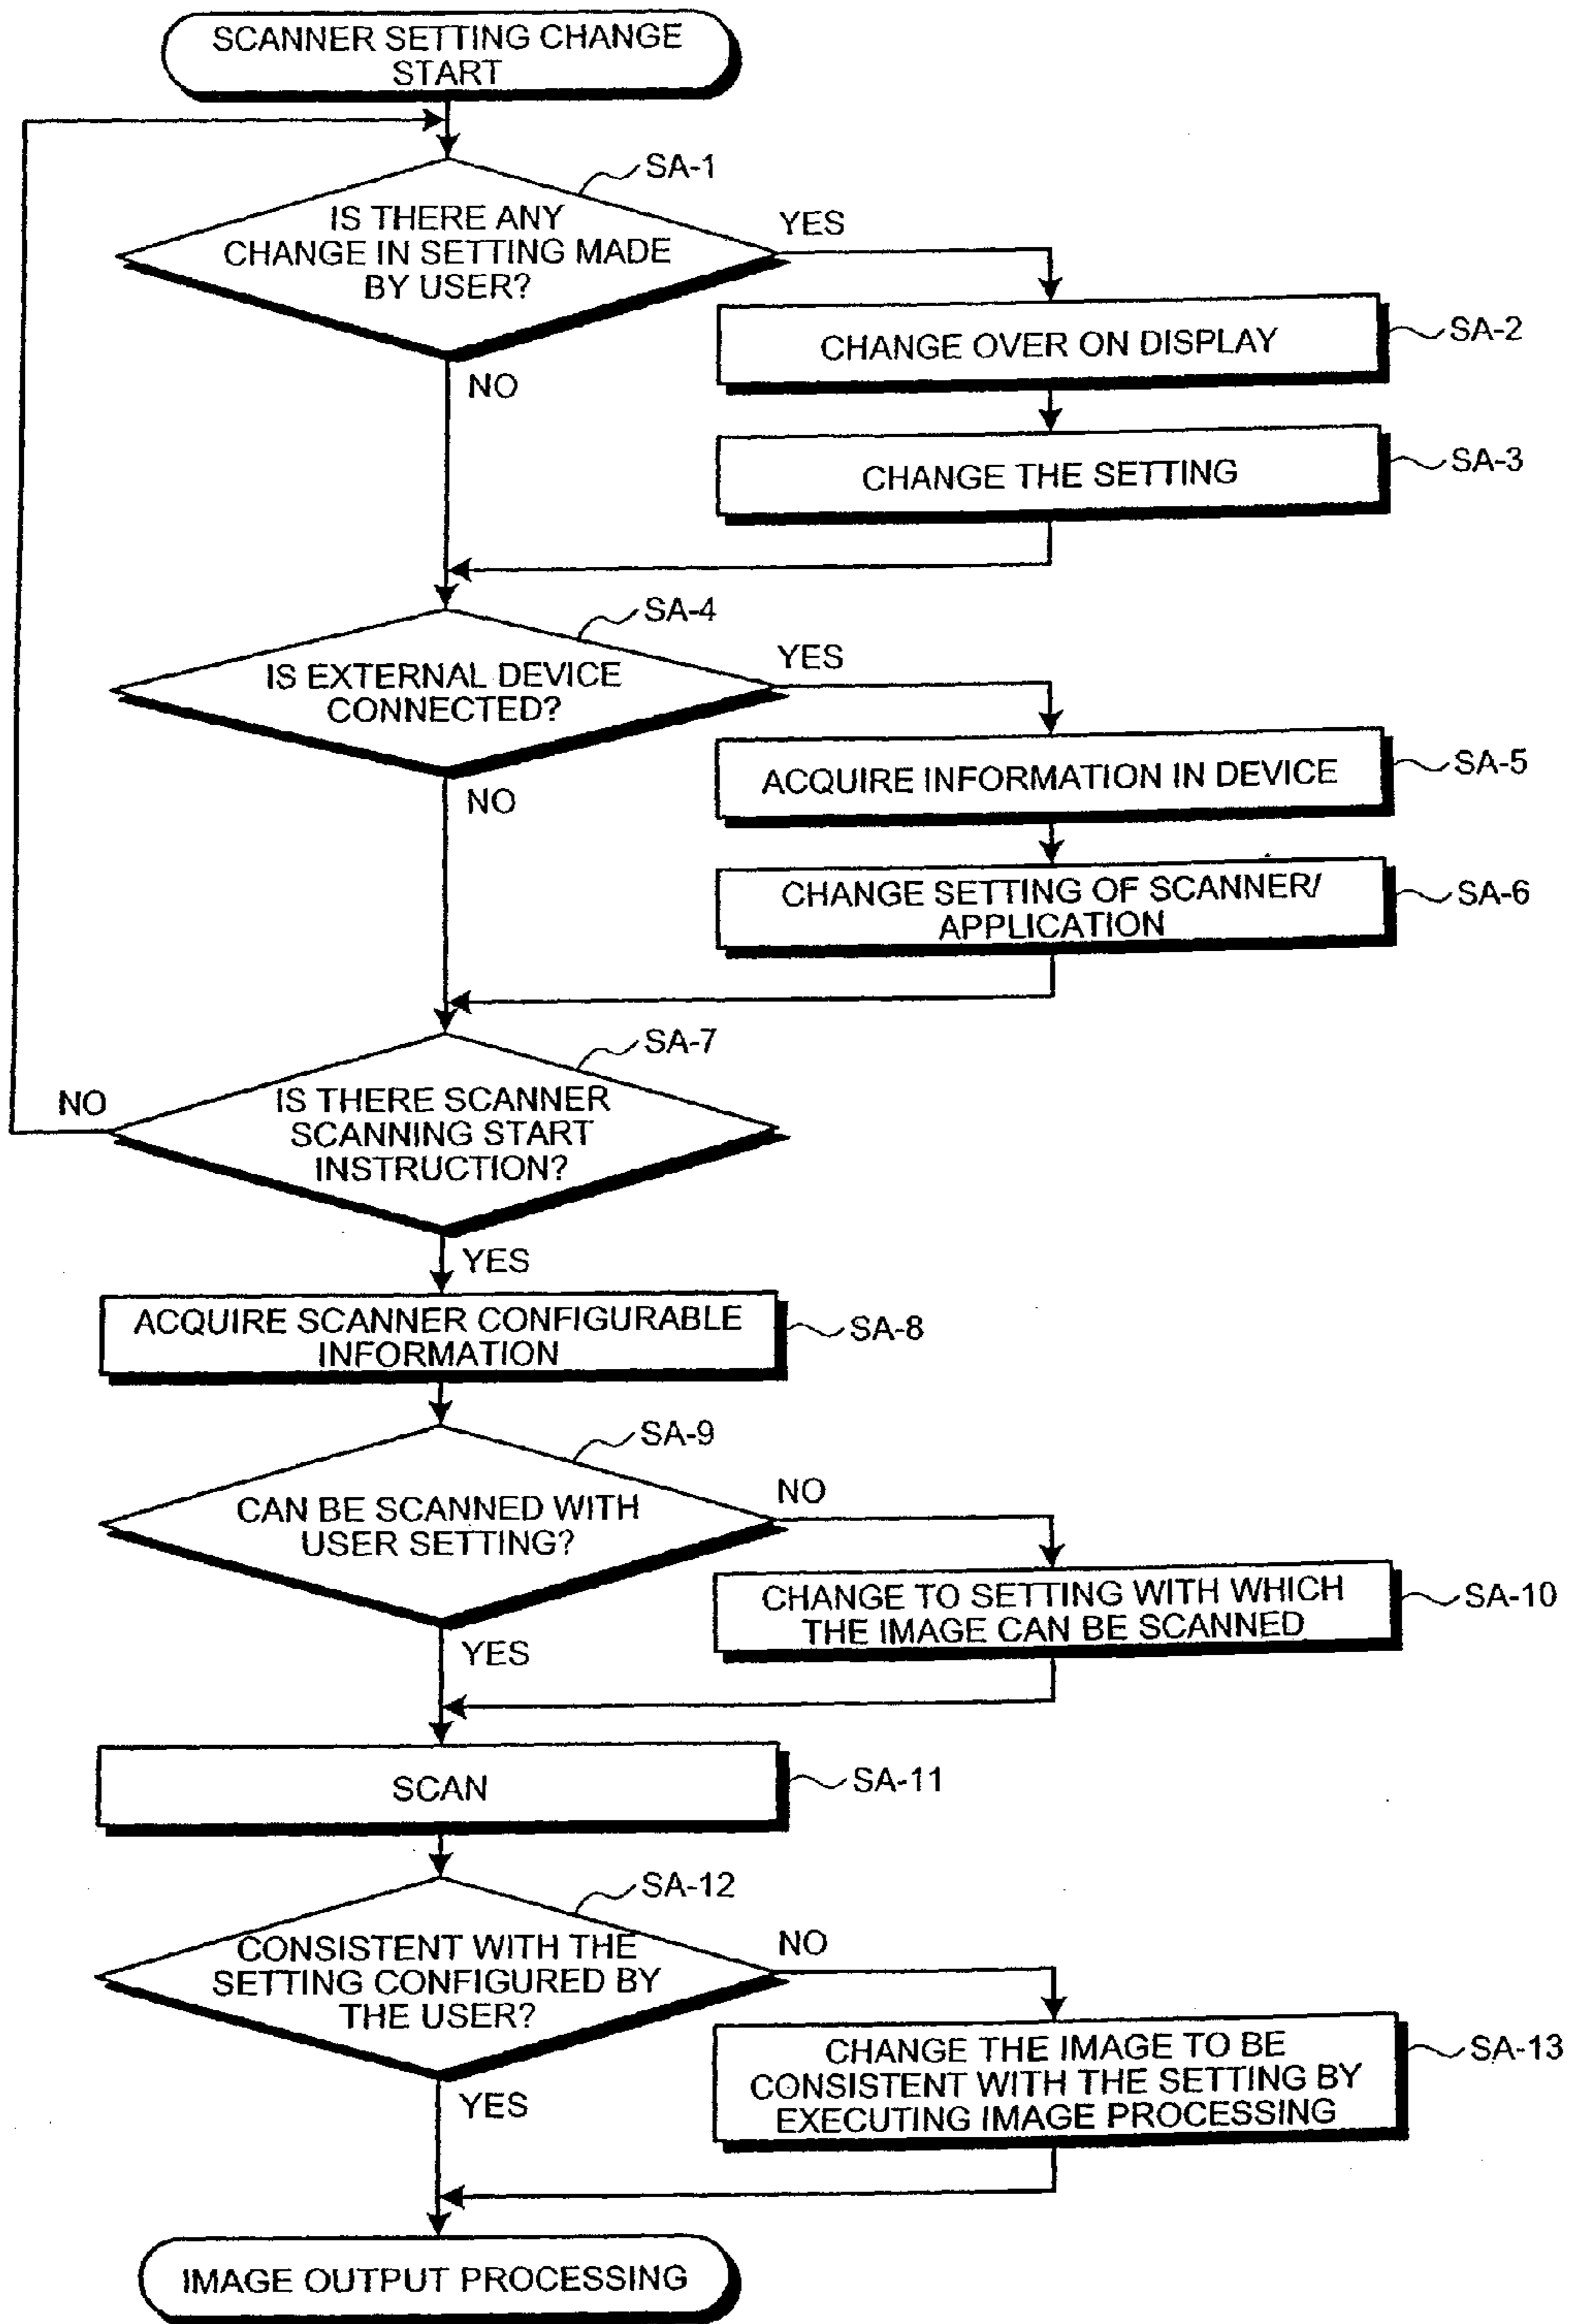 SCANNER SETTING CHANGE
START
SA-1
IS THERE ANY
CHANGE IN SETTING MADE
BY USER?
YES
NO
CHANGE OVER ON DISPLAY
SA-2
CHANGE THE SETTING
SA-3
SA-4
IS EXTERNAL DEVICE
CONNECTED?
YES
NO
ACQUIRE INFORMATION IN DEVICE
SA-5
CHANGE SETTING OF SCANNER/
APPLICATION
SA-6
SA-7
IS THERE SCANNER
SCANNING START
INSTRUCTION?
NO
YES
ACQUIRE SCANNER CONFIGURABLE
INFORMATION
SA-8
SA-9
CAN BE SCANNED WITH
USER SETTING?
NO
YES
CHANGE TO SETTING WITH WHICH
THE IMAGE CAN BE SCANNED
SA-10
SCAN
SA-11
SA-12
CONSISTENT WITH THE
SETTING CONFIGURED BY
THE USER?
NO
YES
CHANGE THE IMAGE TO BE
CONSISTENT WITH THE SETTING BY
EXECUTING IMAGE PROCESSING
SA-13
IMAGE OUTPUT PROCESSING